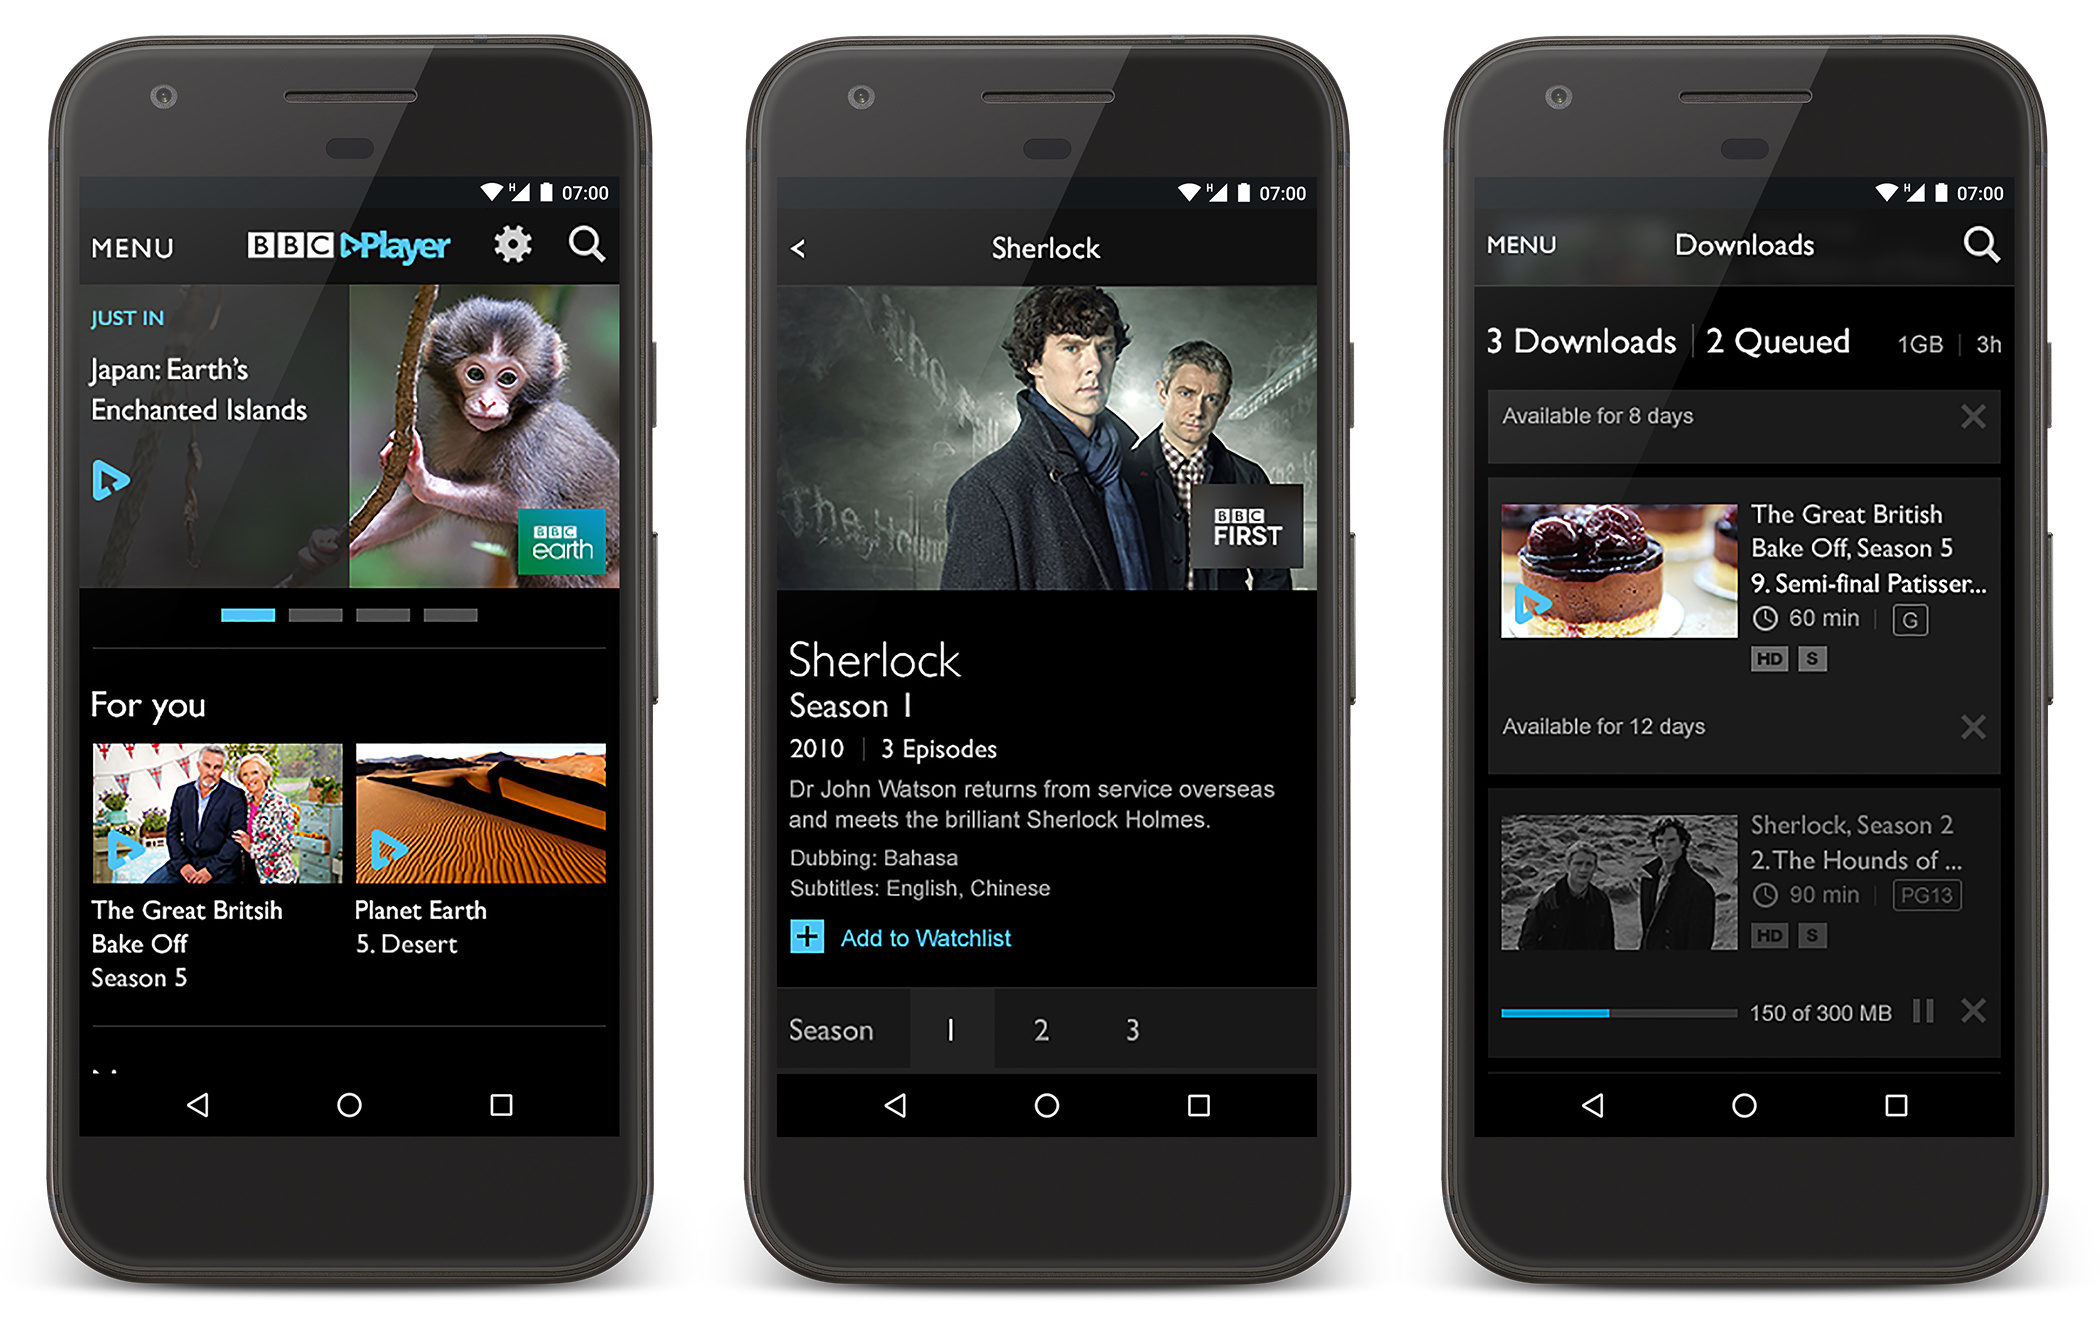 H 07:00
MENU BBC Player
JUST IN
Japan: Earth's
Enchanted Islands
BBC
earth
For you
The Great Britsih
Bake Off
Season 5
Planet Earth
5. Desert
H 07:00
< Sherlock
BBC
FIRST
Sherlock
Season 1
2010 | 3 Episodes
Dr John Watson returns from service overseas
and meets the brilliant Sherlock Holmes.
Dubbing: Bahasa
Subtitles: English, Chinese
+ Add to Watchlist
Season 1 2 3
H 07:00
MENU Downloads
3 Downloads | 2 Queued 1GB | 3h
Available for 8 days
The Great British
Bake Off, Season 5
9. Semi-final Patisser...
60 min | G
HD S
Available for 12 days
Sherlock, Season 2
2. The Hounds of ...
90 min | PG13
HD S
150 of 300 MB